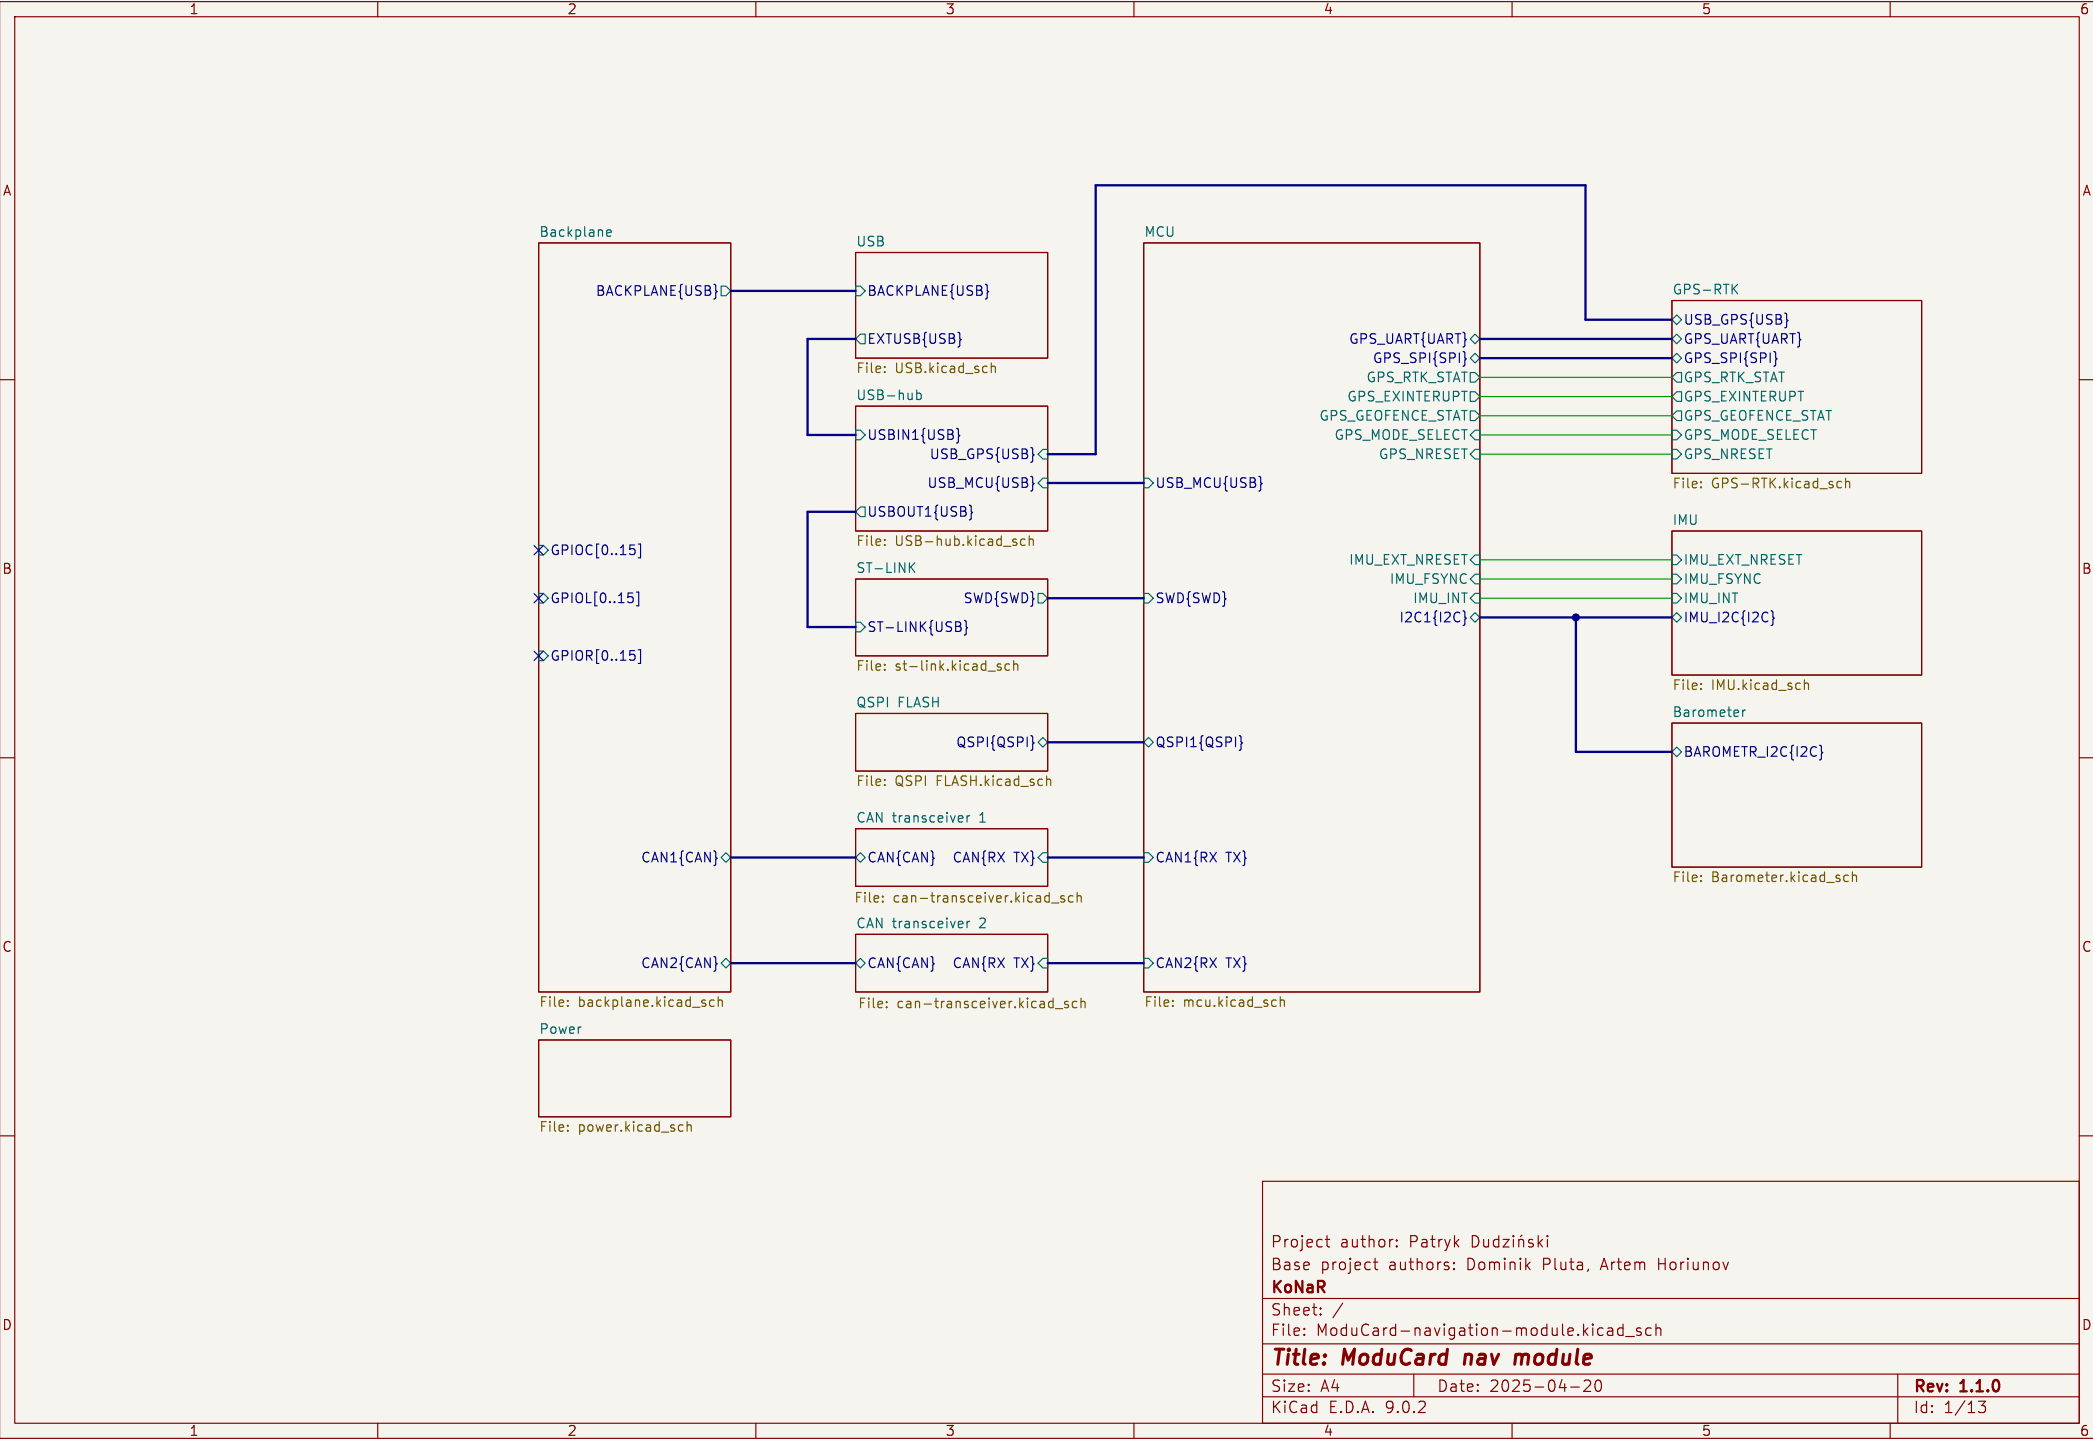 1 2 3 4 5 6
A A
B B
C C
D D
Backplane
BACKPLANE{USB}
GPIOC[0..15]
GPIOL[0..15]
GPIOR[0..15]
CAN1{CAN}
CAN2{CAN}
File: backplane.kicad_sch
Power
File: power.kicad_sch
USB
BACKPLANE{USB}
EXTUSB{USB}
File: USB.kicad_sch
USB-hub
USBIN1{USB}
USB_GPS{USB}
USB_MCU{USB}
USBOUT1{USB}
File: USB-hub.kicad_sch
ST-LINK
SWD{SWD}
ST-LINK{USB}
File: st-link.kicad_sch
QSPI FLASH
QSPI{QSPI}
File: QSPI FLASH.kicad_sch
CAN transceiver 1
CAN{CAN} CAN{RX TX}
File: can-transceiver.kicad_sch
CAN transceiver 2
CAN{CAN} CAN{RX TX}
File: can-transceiver.kicad_sch
MCU
GPS_UART{UART}
GPS_SPI{SPI}
GPS_RTK_STAT
GPS_EXINTERUPT
GPS_GEOFENCE_STAT
GPS_MODE_SELECT
GPS_NRESET
USB_MCU{USB}
IMU_EXT_NRESET
IMU_FSYNC
SWD{SWD} IMU_INT
I2C1{I2C}
QSPI1{QSPI}
CAN1{RX TX}
CAN2{RX TX}
File: mcu.kicad_sch
GPS-RTK
USB_GPS{USB}
GPS_UART{UART}
GPS_SPI{SPI}
GPS_RTK_STAT
GPS_EXINTERUPT
GPS_GEOFENCE_STAT
GPS_MODE_SELECT
GPS_NRESET
File: GPS-RTK.kicad_sch
IMU
IMU_EXT_NRESET
IMU_FSYNC
IMU_INT
IMU_I2C{I2C}
File: IMU.kicad_sch
Barometer
BAROMETR_I2C{I2C}
File: Barometer.kicad_sch
Project author: Patryk Dudziński
Base project authors: Dominik Pluta, Artem Horiunov
KoNaR
Sheet: /
File: ModuCard-navigation-module.kicad_sch
Title: ModuCard nav module
Size: A4 Date: 2025-04-20 Rev: 1.1.0
KiCad E.D.A. 9.0.2 Id: 1/13
1 2 3 4 5 6